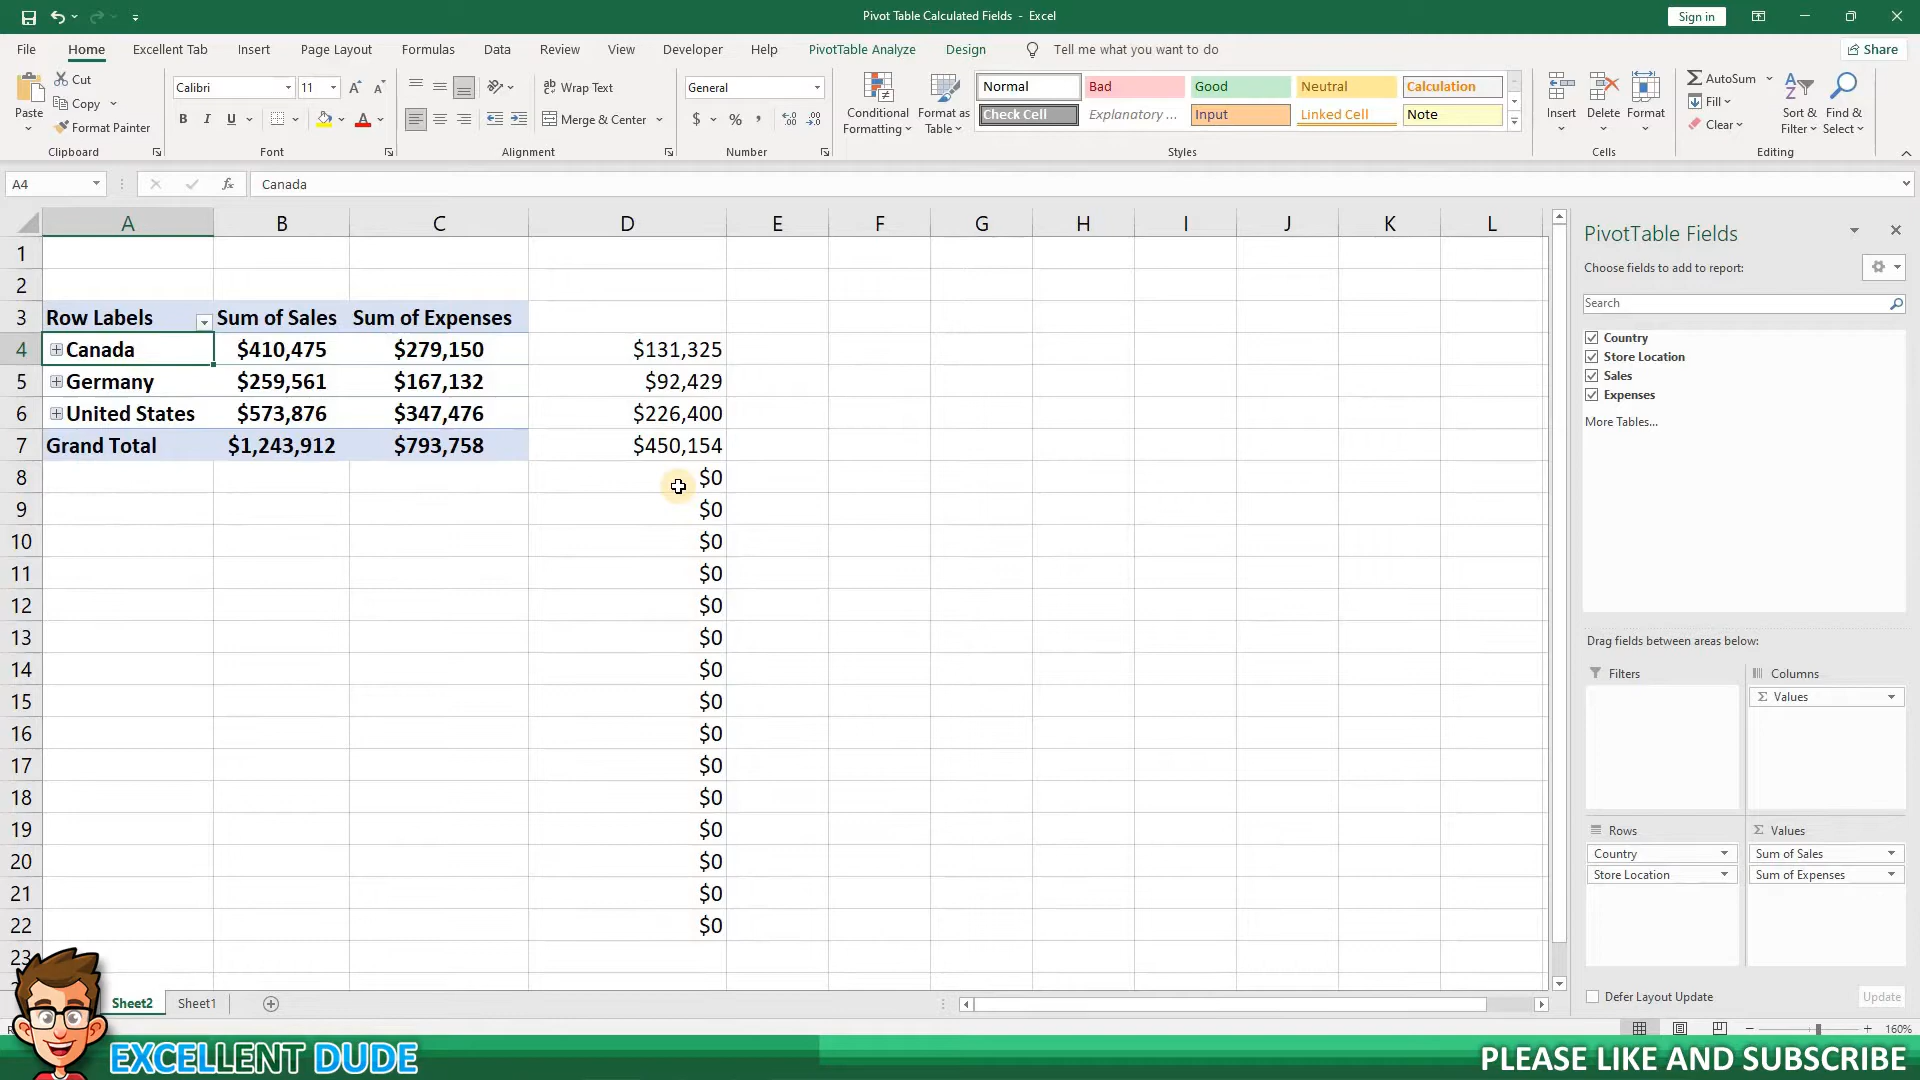 Pivot Table Calculated Fields - Excel
Sign in
File Home Excellent Tab Insert Page Layout Formulas Data Review View Developer Help PivotTable Analyze Design Tell me what you want to do Share
Paste
Cut
Copy
Format Painter
Clipboard
Calibri 11
B I U
Font
Wrap Text
Merge & Center
Alignment
General
$ % ,
Number
Conditional Formatting
Format as Table
Normal Bad Good Neutral Calculation
Check Cell Explanatory ... Input Linked Cell Note
Styles
Insert Delete Format
Cells
AutoSum
Fill
Clear
Sort & Filter
Find & Select
Editing
A4 fx Canada
A B C D E F G H I J K L
1
2
3 Row Labels Sum of Sales Sum of Expenses
4 Canada $410,475 $279,150 $131,325
5 Germany $259,561 $167,132 $92,429
6 United States $573,876 $347,476 $226,400
7 Grand Total $1,243,912 $793,758 $450,154
8 $0
9 $0
10 $0
11 $0
12 $0
13 $0
14 $0
15 $0
16 $0
17 $0
18 $0
19 $0
20 $0
21 $0
22 $0
23
PivotTable Fields
Choose fields to add to report:
Search
Country
Store Location
Sales
Expenses
More Tables...
Drag fields between areas below:
Filters
Columns
Σ Values
Rows
Country
Store Location
Σ Values
Sum of Sales
Sum of Expenses
Defer Layout Update Update
Sheet2 Sheet1
160%
EXCELLENT DUDE
PLEASE LIKE AND SUBSCRIBE